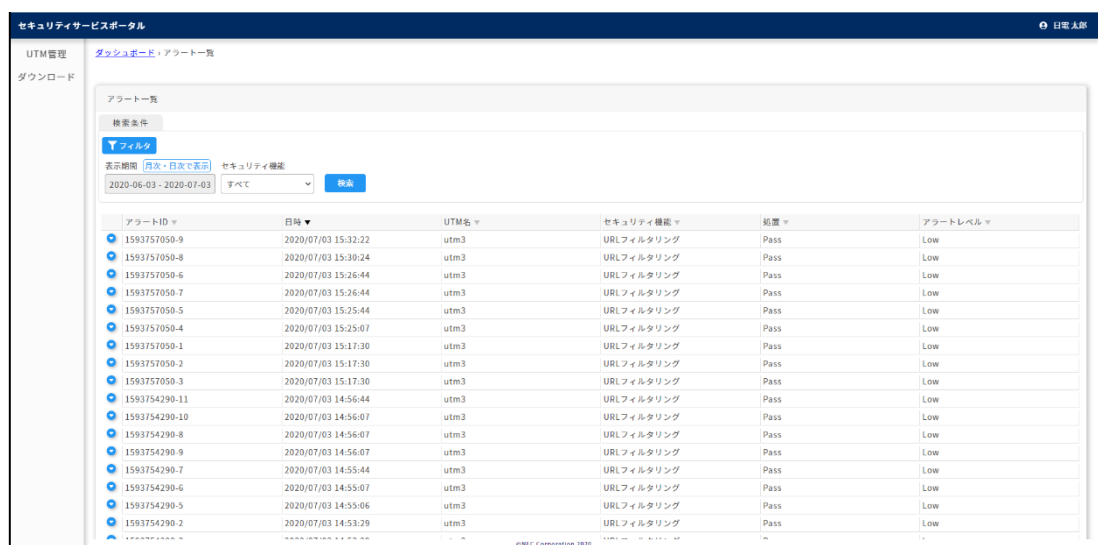 セキュリティサービスポータル 日電太郎
UTM管理
ダウンロード
ダッシュボード › アラート一覧
アラート一覧
検索条件
フィルタ
表示期間 月次・日次で表示 セキュリティ機能
2020-06-03 - 2020-07-03 すべて 検索
アラートID 日時 UTM名 セキュリティ機能 処置 アラートレベル
1593757050-9 2020/07/03 15:32:22 utm3 URLフィルタリング Pass Low
1593757050-8 2020/07/03 15:30:24 utm3 URLフィルタリング Pass Low
1593757050-6 2020/07/03 15:26:44 utm3 URLフィルタリング Pass Low
1593757050-7 2020/07/03 15:26:44 utm3 URLフィルタリング Pass Low
1593757050-5 2020/07/03 15:25:44 utm3 URLフィルタリング Pass Low
1593757050-4 2020/07/03 15:25:07 utm3 URLフィルタリング Pass Low
1593757050-1 2020/07/03 15:17:30 utm3 URLフィルタリング Pass Low
1593757050-2 2020/07/03 15:17:30 utm3 URLフィルタリング Pass Low
1593757050-3 2020/07/03 15:17:30 utm3 URLフィルタリング Pass Low
1593754290-11 2020/07/03 14:56:44 utm3 URLフィルタリング Pass Low
1593754290-10 2020/07/03 14:56:07 utm3 URLフィルタリング Pass Low
1593754290-8 2020/07/03 14:56:07 utm3 URLフィルタリング Pass Low
1593754290-9 2020/07/03 14:56:07 utm3 URLフィルタリング Pass Low
1593754290-7 2020/07/03 14:55:44 utm3 URLフィルタリング Pass Low
1593754290-6 2020/07/03 14:55:07 utm3 URLフィルタリング Pass Low
1593754290-5 2020/07/03 14:55:06 utm3 URLフィルタリング Pass Low
1593754290-2 2020/07/03 14:53:29 utm3 URLフィルタリング Pass Low
©NEC Corporation 2020